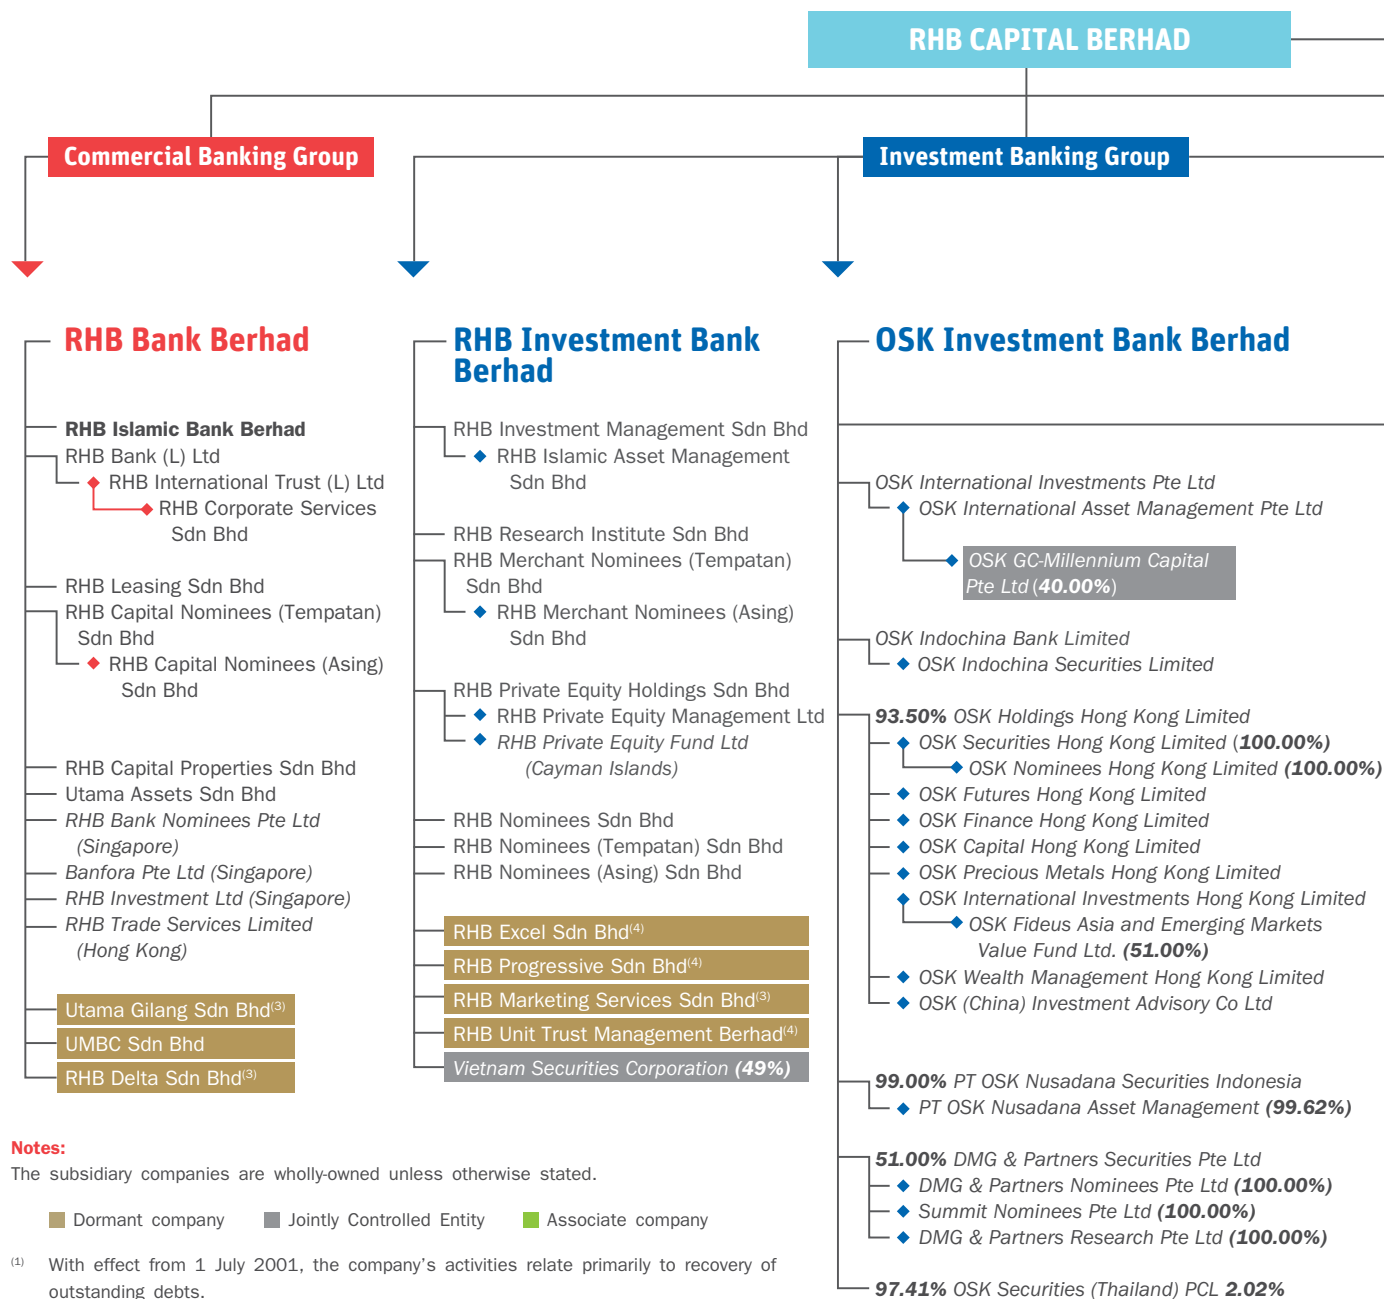 RHB CAPITAL BERHAD
Commercial Banking Group
Investment Banking Group
RHB Bank Berhad
RHB Islamic Bank Berhad
RHB Bank (L) Ltd
RHB International Trust (L) Ltd
RHB Corporate Services
Sdn Bhd
RHB Leasing Sdn Bhd
RHB Capital Nominees (Tempatan)
Sdn Bhd
RHB Capital Nominees (Asing)
Sdn Bhd
RHB Capital Properties Sdn Bhd
Utama Assets Sdn Bhd
RHB Bank Nominees Pte Ltd
(Singapore)
Banfora Pte Ltd (Singapore)
RHB Investment Ltd (Singapore)
RHB Trade Services Limited
(Hong Kong)
Utama Gilang Sdn Bhd(3)
UMBC Sdn Bhd
RHB Delta Sdn Bhd(3)
RHB Investment Bank
Berhad
RHB Investment Management Sdn Bhd
RHB Islamic Asset Management
Sdn Bhd
RHB Research Institute Sdn Bhd
RHB Merchant Nominees (Tempatan)
Sdn Bhd
RHB Merchant Nominees (Asing)
Sdn Bhd
RHB Private Equity Holdings Sdn Bhd
RHB Private Equity Management Ltd
RHB Private Equity Fund Ltd
(Cayman Islands)
RHB Nominees Sdn Bhd
RHB Nominees (Tempatan) Sdn Bhd
RHB Nominees (Asing) Sdn Bhd
RHB Excel Sdn Bhd(4)
RHB Progressive Sdn Bhd(4)
RHB Marketing Services Sdn Bhd(3)
RHB Unit Trust Management Berhad(4)
Vietnam Securities Corporation (49%)
OSK Investment Bank Berhad
OSK International Investments Pte Ltd
OSK International Asset Management Pte Ltd
OSK GC-Millennium Capital
Pte Ltd (40.00%)
OSK Indochina Bank Limited
OSK Indochina Securities Limited
93.50% OSK Holdings Hong Kong Limited
OSK Securities Hong Kong Limited (100.00%)
OSK Nominees Hong Kong Limited (100.00%)
OSK Futures Hong Kong Limited
OSK Finance Hong Kong Limited
OSK Capital Hong Kong Limited
OSK Precious Metals Hong Kong Limited
OSK International Investments Hong Kong Limited
OSK Fideus Asia and Emerging Markets
Value Fund Ltd. (51.00%)
OSK Wealth Management Hong Kong Limited
OSK (China) Investment Advisory Co Ltd
99.00% PT OSK Nusadana Securities Indonesia
PT OSK Nusadana Asset Management (99.62%)
51.00% DMG & Partners Securities Pte Ltd
DMG & Partners Nominees Pte Ltd (100.00%)
Summit Nominees Pte Ltd (100.00%)
DMG & Partners Research Pte Ltd (100.00%)
97.41% OSK Securities (Thailand) PCL 2.02%
Notes:
The subsidiary companies are wholly-owned unless otherwise stated.
Dormant company
Jointly Controlled Entity
Associate company
(1) With effect from 1 July 2001, the company's activities relate primarily to recovery of
outstanding debts.